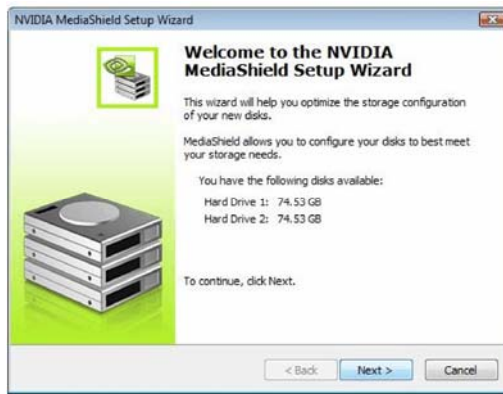 NVIDIA MediaShield Setup Wizard
Welcome to the NVIDIA
MediaShield Setup Wizard
This wizard will help you optimize the storage configuration
of your new disks.
MediaShield allows you to configure your disks to best meet
your storage needs.
You have the following disks available:
Hard Drive 1: 74.53 GB
Hard Drive 2: 74.53 GB
To continue, click Next.
< Back Next > Cancel